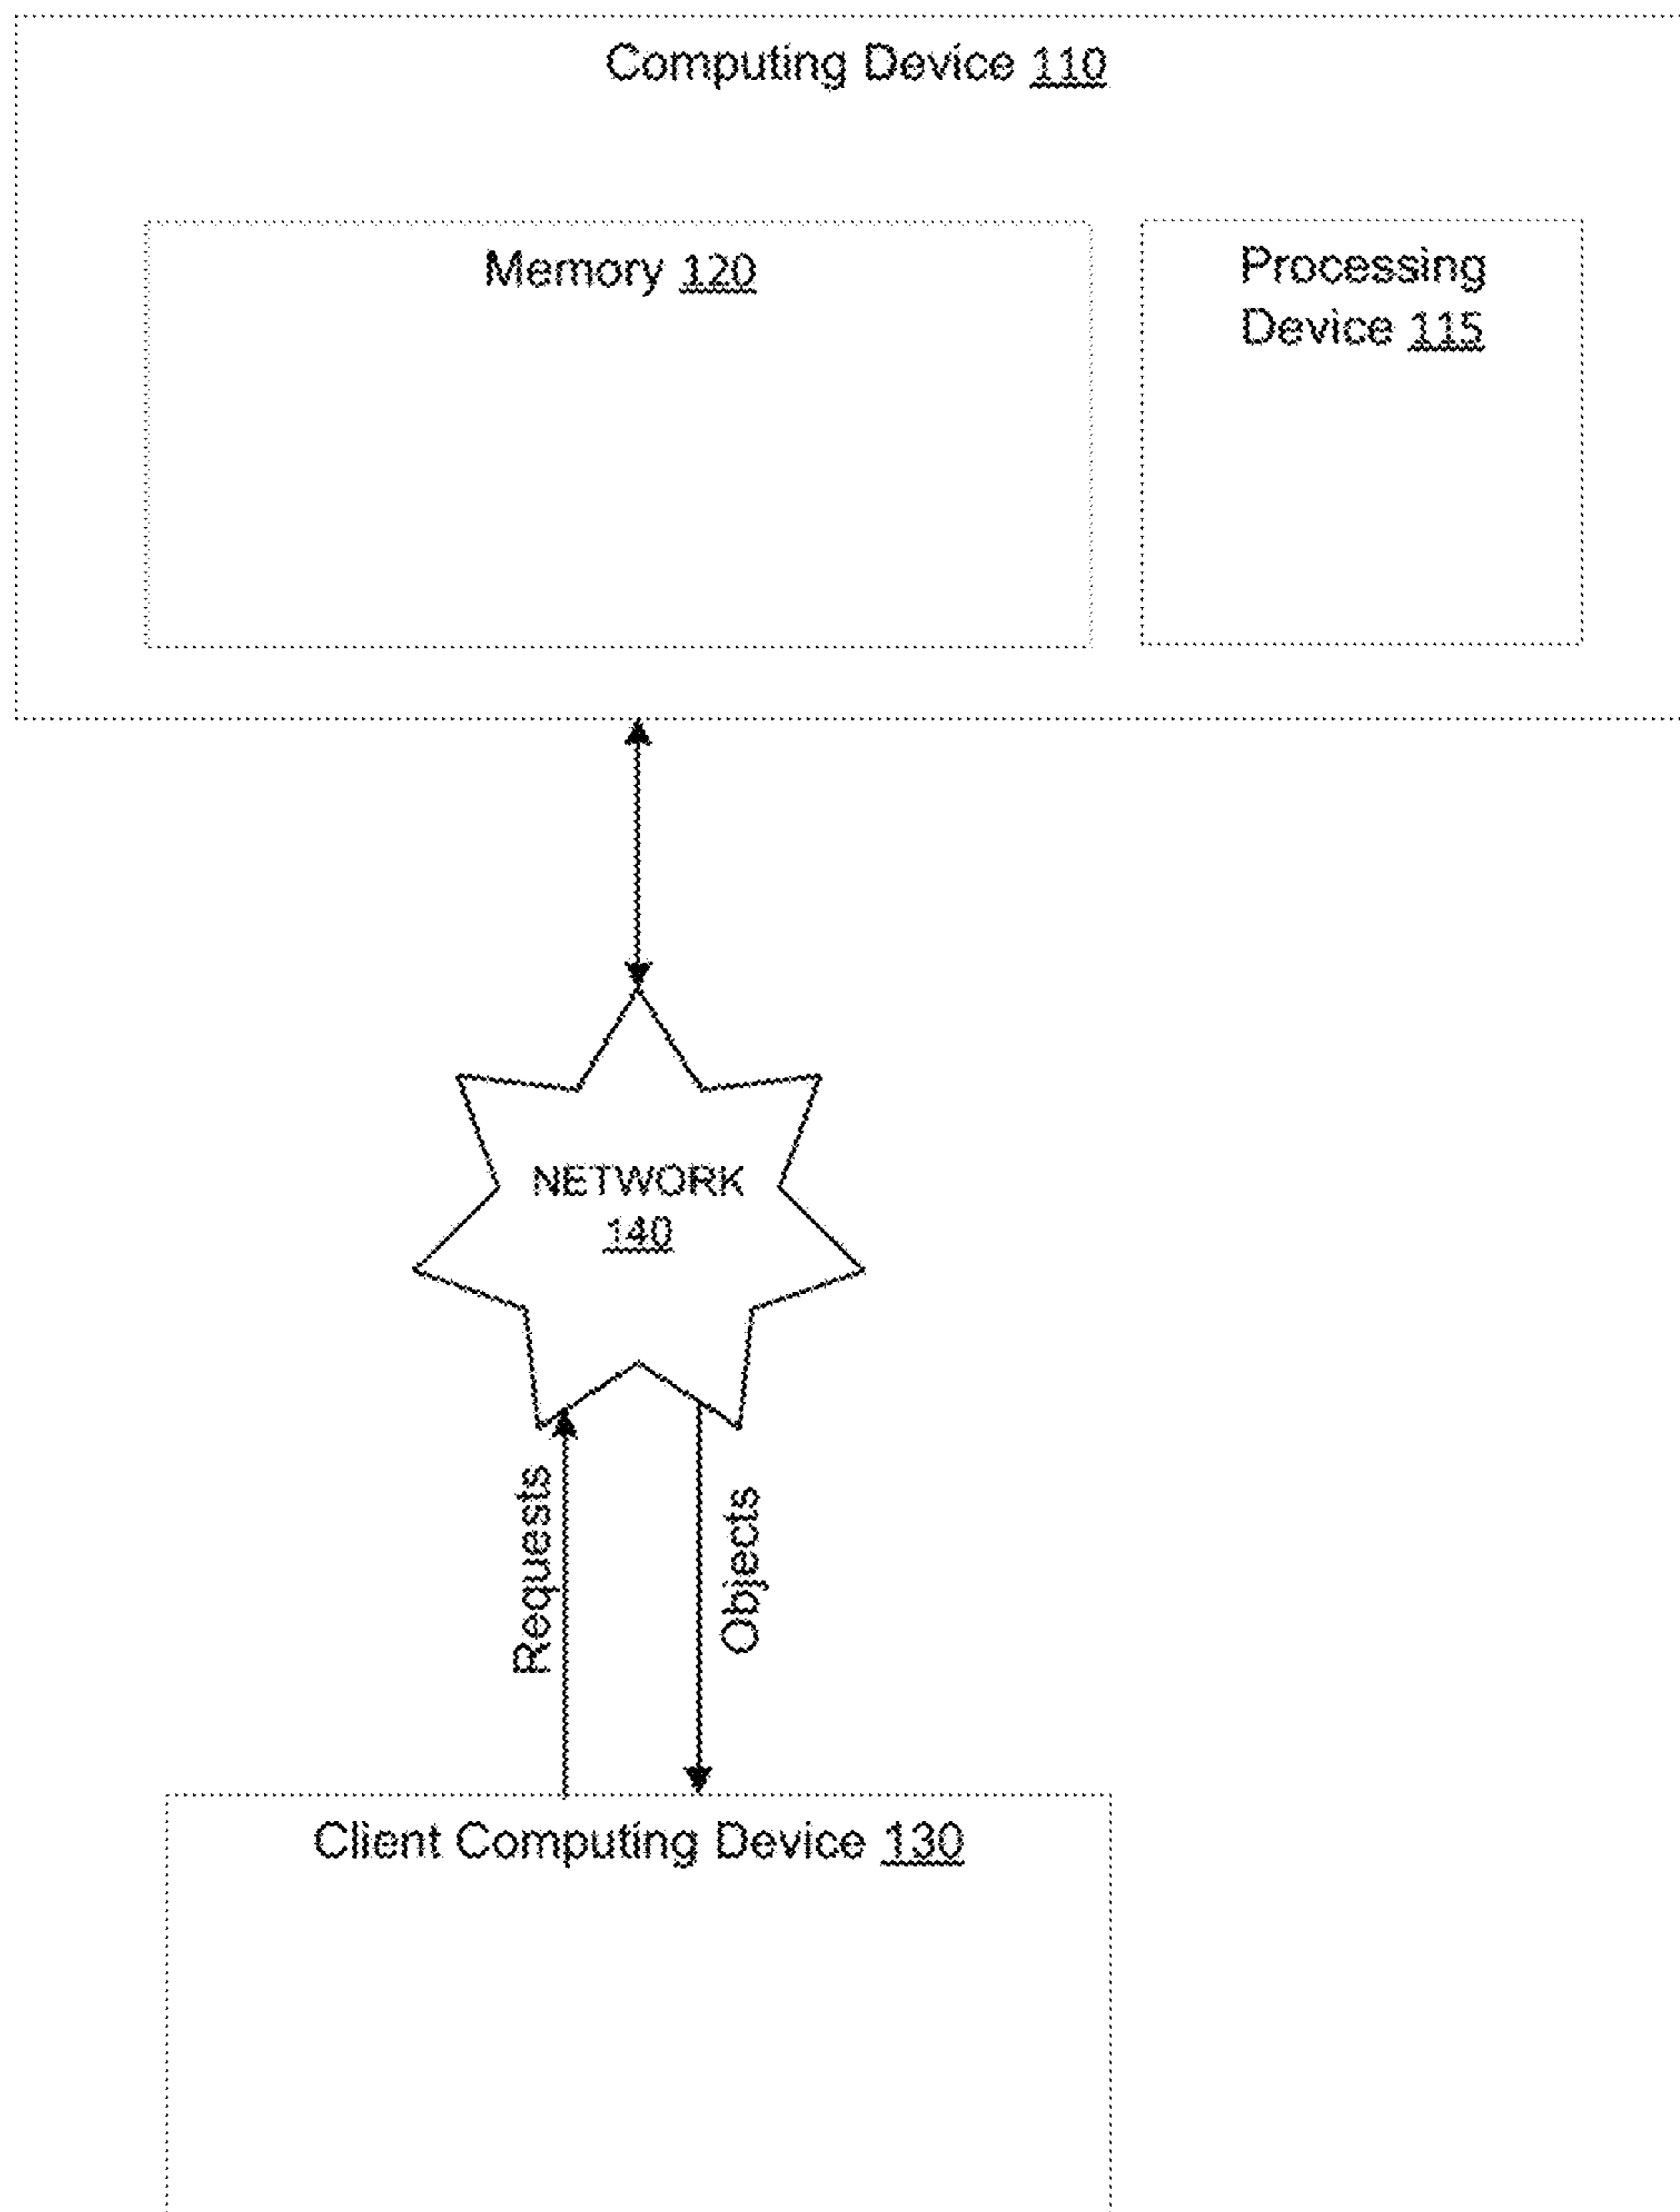 Computing Device 110
Memory 120
Processing
Device 115
NETWORK
140
Requests
Objects
Client Computing Device 130